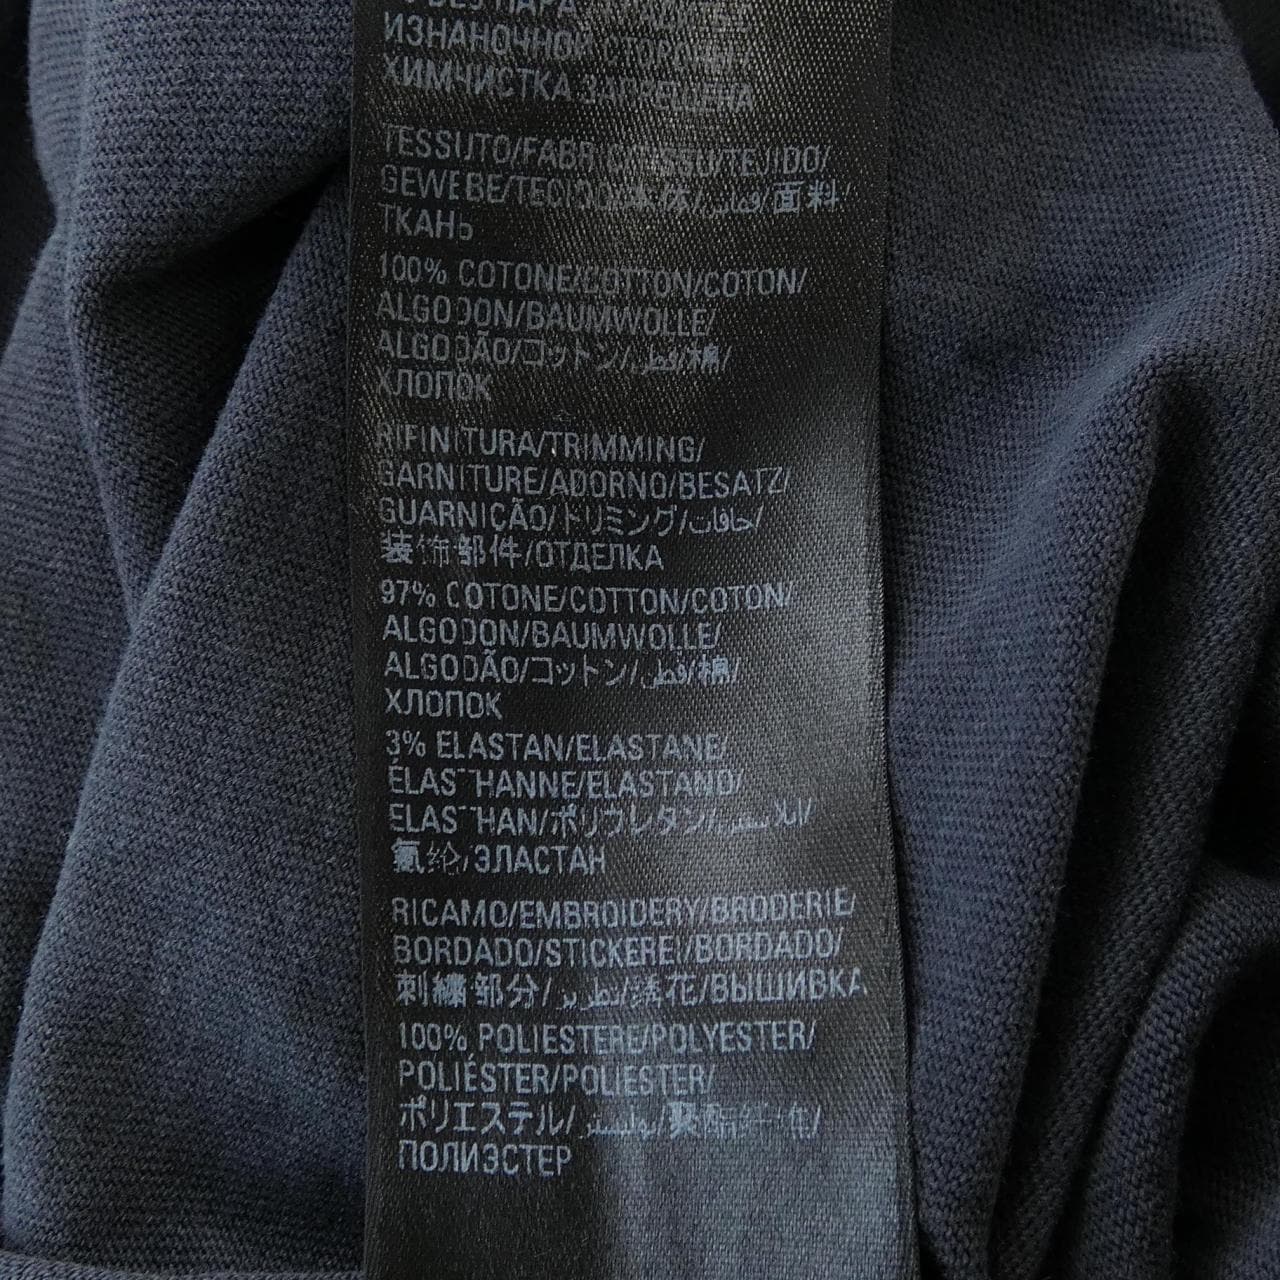 ИЗНАНОЧНОЙ СТОРОНЫ/
ХИМЧИСТКА ЗАПРЕЩЕНА
TESSUTO/FABRIC/TISSU/TEJIDO/
GEWEBE/TECIDO/本体/قماش/面料/
ТКАНЬ
100% COTONE/COTTON/COTON/
ALGODON/BAUMWOLLE/
ALGODÃO/コットン/قطن/棉/
ХЛОПОК
RIFINITURA/TRIMMING/
GARNITURE/ADORNO/BESATZ/
GUARNIÇÃO/トリミング/حافات/
装饰部件/ОТДЕЛКА
97% COTONE/COTTON/COTON/
ALGODON/BAUMWOLLE/
ALGODÃO/コットン/قطن/棉/
ХЛОПОК
3% ELASTAN/ELASTANE/
ÉLASTHANNE/ELASTANO/
ELASTHAN/ポリウレタン/
氨纶/ЭЛАСТАН
RICAMO/EMBROIDERY/BRODERIE/
BORDADO/STICKEREI/BORDADO/
刺繍部分/تطريز/绣花/ВЫШИВКА
100% POLIESTERE/POLYESTER/
POLIÉSTER/POLIESTER/
ポリエステル/بوليستر/聚酯纤维/
ПОЛИЭСТЕР